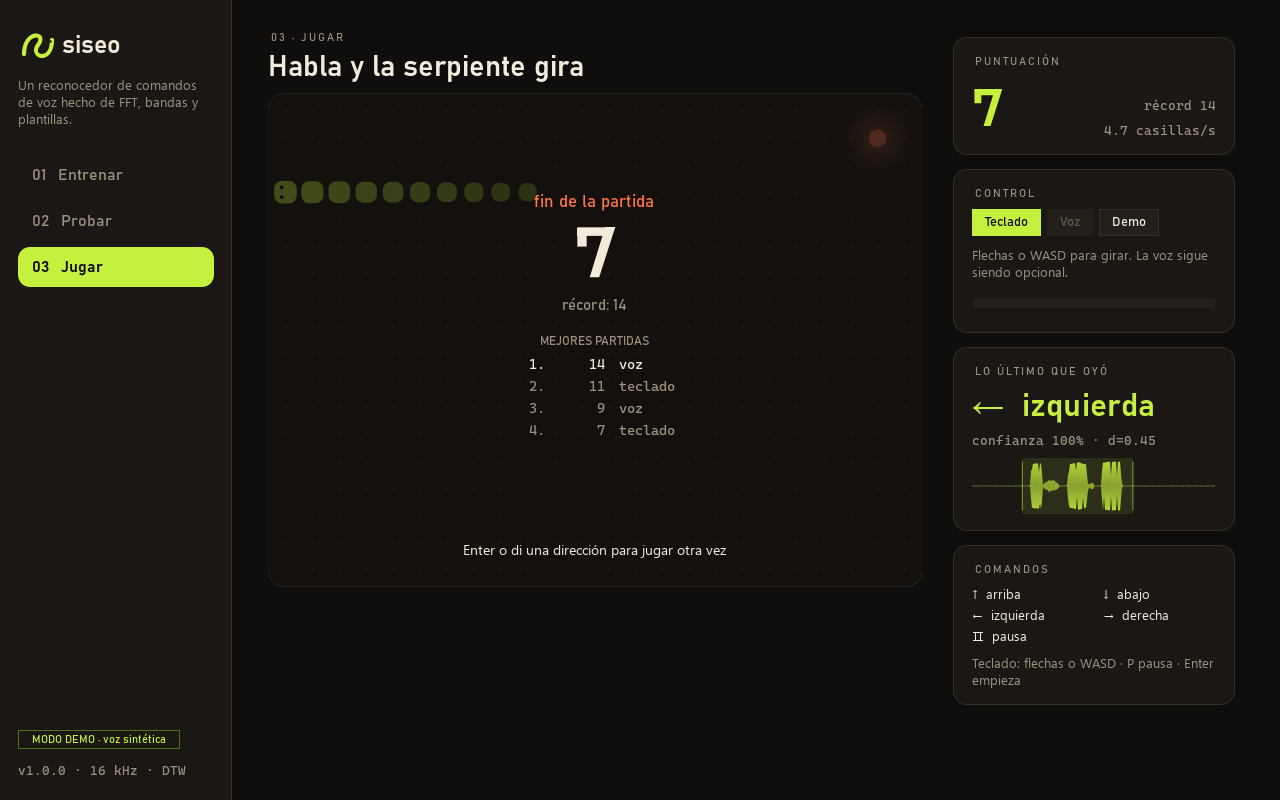 siseo
Un reconocedor de comandos
de voz hecho de FFT, bandas y
plantillas.
01 Entrenar
02 Probar
03 Jugar
MODO DEMO · voz sintética
v1.0.0 · 16 kHz · DTW
03 · JUGAR
Habla y la serpiente gira
fin de la partida
7
récord: 14
MEJORES PARTIDAS
1. 14 voz
2. 11 teclado
3. 9 voz
4. 7 teclado
Enter o di una dirección para jugar otra vez
PUNTUACIÓN
7
récord 14
4.7 casillas/s
CONTROL
Teclado Voz Demo
Flechas o WASD para girar. La voz sigue
siendo opcional.
LO ÚLTIMO QUE OYÓ
← izquierda
confianza 100% · d=0.45
COMANDOS
↑ arriba ↓ abajo
← izquierda → derecha
pausa
Teclado: flechas o WASD · P pausa · Enter
empieza